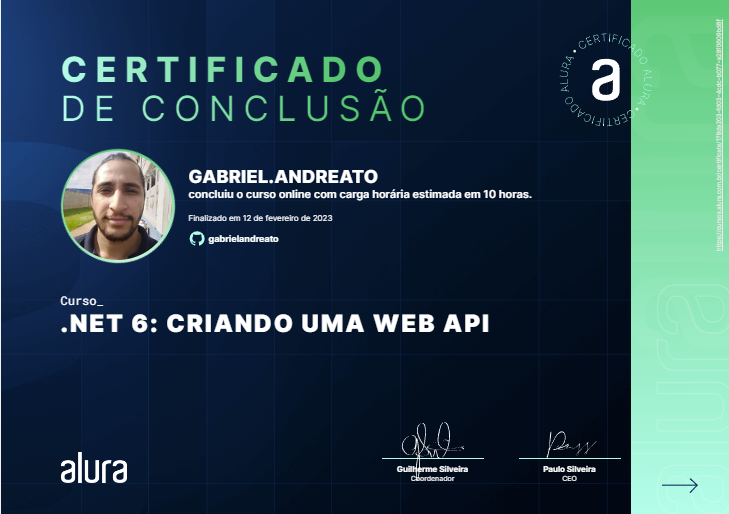 CERTIFICADO
DE CONCLUSÃO
CERTIFICADO ALURA • CERTIFICADO ALURA •
a
GABRIEL.ANDREATO
concluiu o curso online com carga horária estimada em 10 horas.
Finalizado em 12 de fevereiro de 2023
gabrielandreato
Curso_
.NET 6: CRIANDO UMA WEB API
alura
Guilherme Silveira
Coordenador
Paulo Silveira
CEO
alura